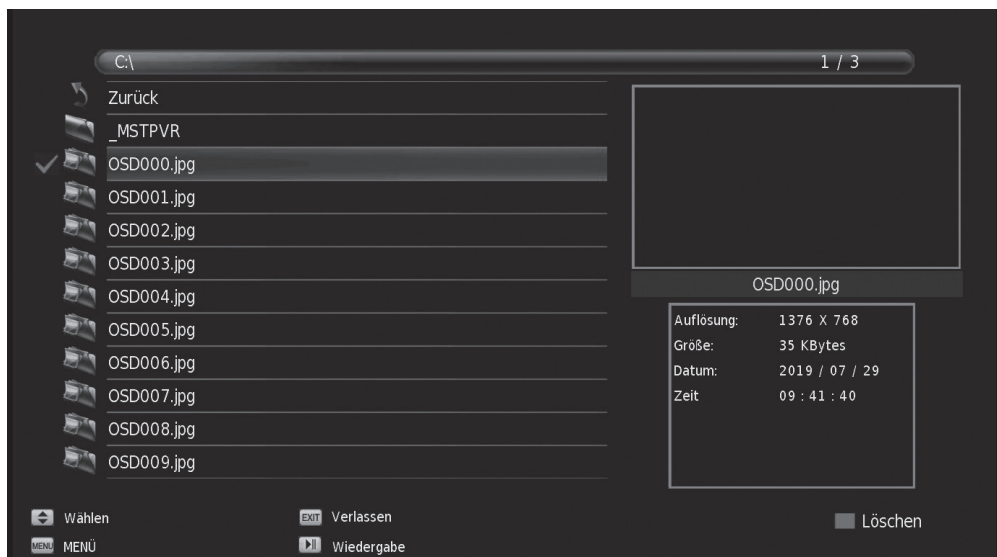 C:\ 1 / 3
Zurück
_MSTPVR
OSD000.jpg
OSD001.jpg
OSD002.jpg
OSD003.jpg
OSD004.jpg
OSD005.jpg
OSD006.jpg
OSD007.jpg
OSD008.jpg
OSD009.jpg
OSD000.jpg
Auflösung: 1376 X 768
Größe: 35 KBytes
Datum: 2019 / 07 / 29
Zeit 09 : 41 : 40
Wählen
EXIT Verlassen
Löschen
MENU MENÜ
Wiedergabe